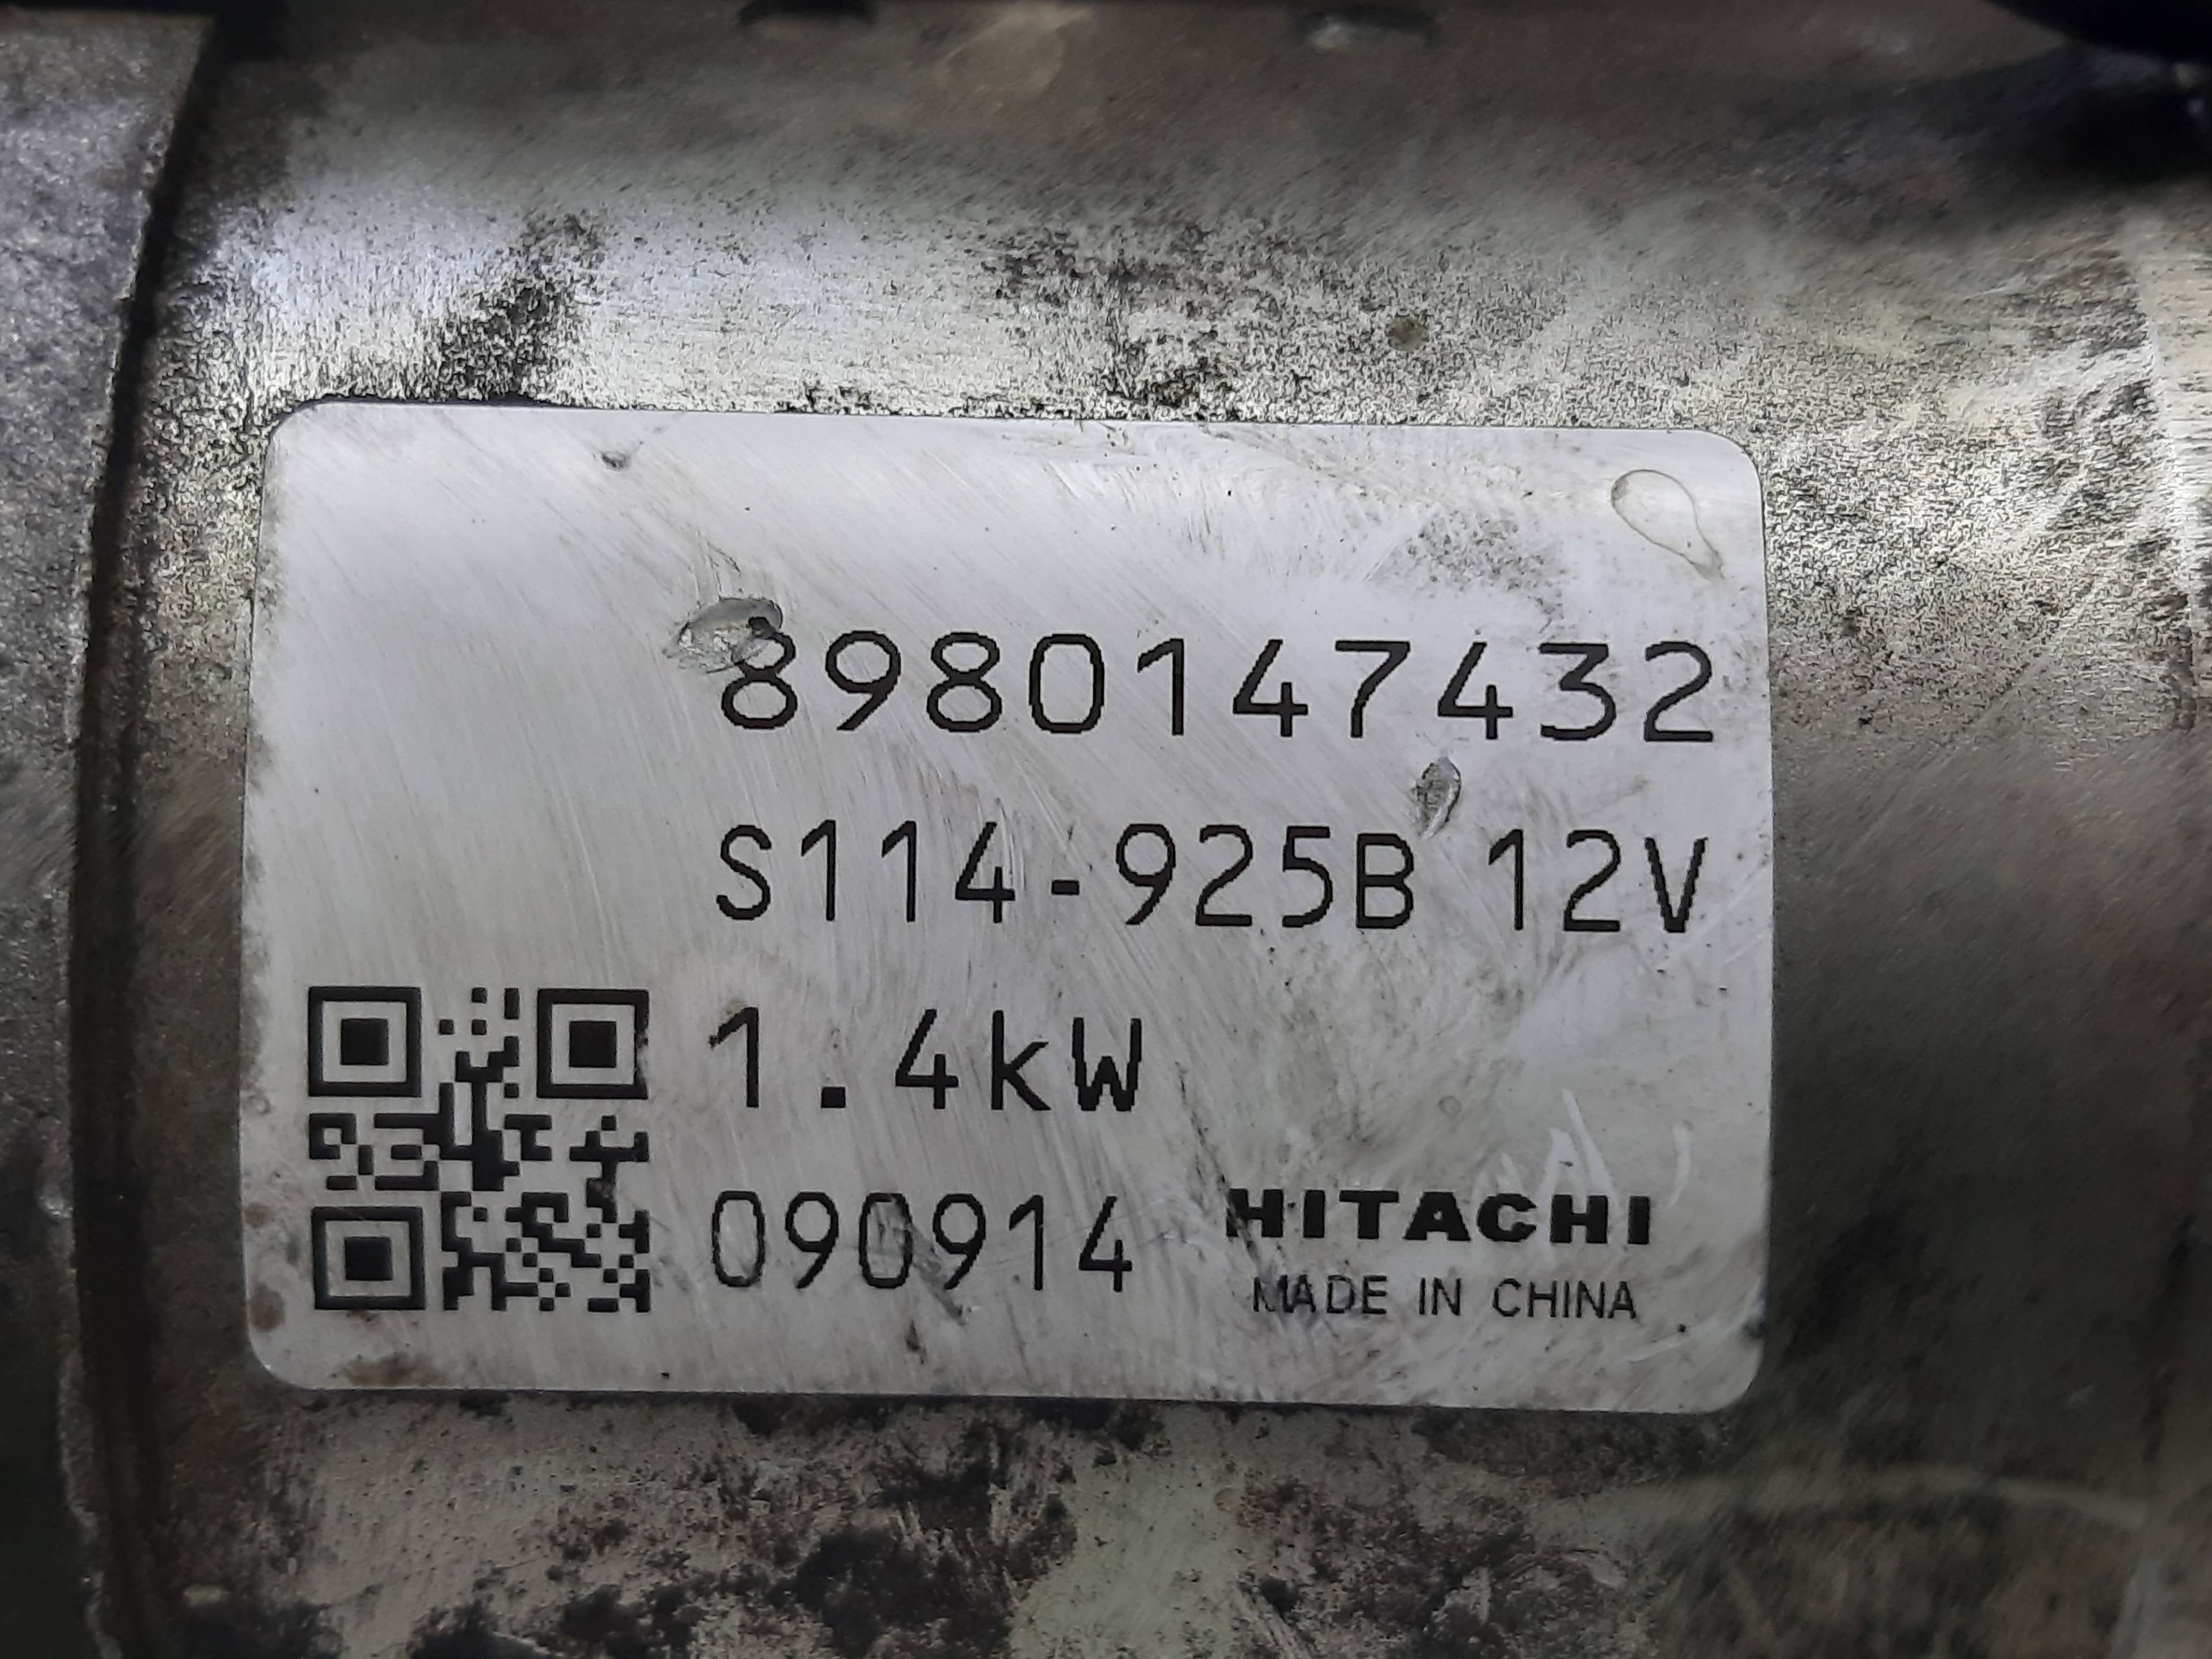 8980147432
S114-925B 12V
1.4kW
090914 HITACHI
MADE IN CHINA